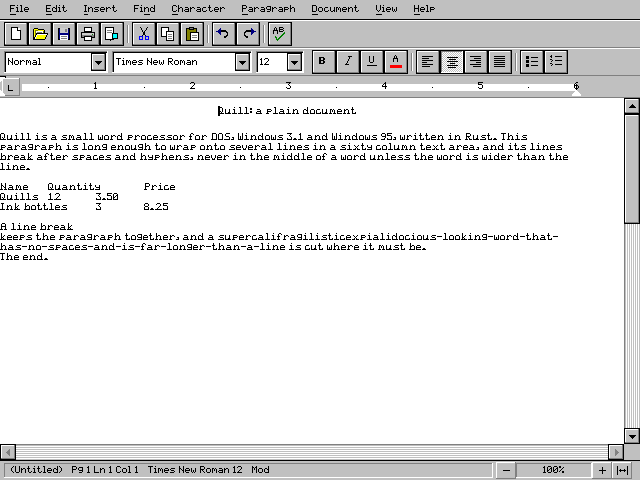 File Edit Insert Find Character Paragraph Document View Help
ABC
Normal Times New Roman 12 B I U A
L 1 2 3 4 5 6
Quill: a plain document
Quill is a small word processor for DOS, Windows 3.1 and Windows 95, written in Rust. This
paragraph is long enough to wrap onto several lines in a sixty column text area, and its lines
break after spaces and hyphens, never in the middle of a word unless the word is wider than the
line.
Name Quantity Price
Quills 12 3.50
Ink bottles 3 8.25
A line break
keeps the paragraph together, and a supercalifragilisticexpialidocious-looking-word-that-
has-no-spaces-and-is-far-longer-than-a-line is cut where it must be.
The end.
(Untitled) Pg 1 Ln 1 Col 1 Times New Roman 12 Mod 100%